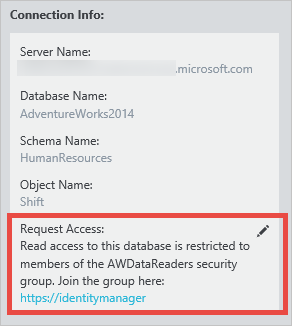 Connection Info:
Server Name:
.microsoft.com
Database Name:
AdventureWorks2014
Schema Name:
HumanResources
Object Name:
Shift
Request Access:
Read access to this database is restricted to
members of the AWDataReaders security
group. Join the group here:
https://identitymanager